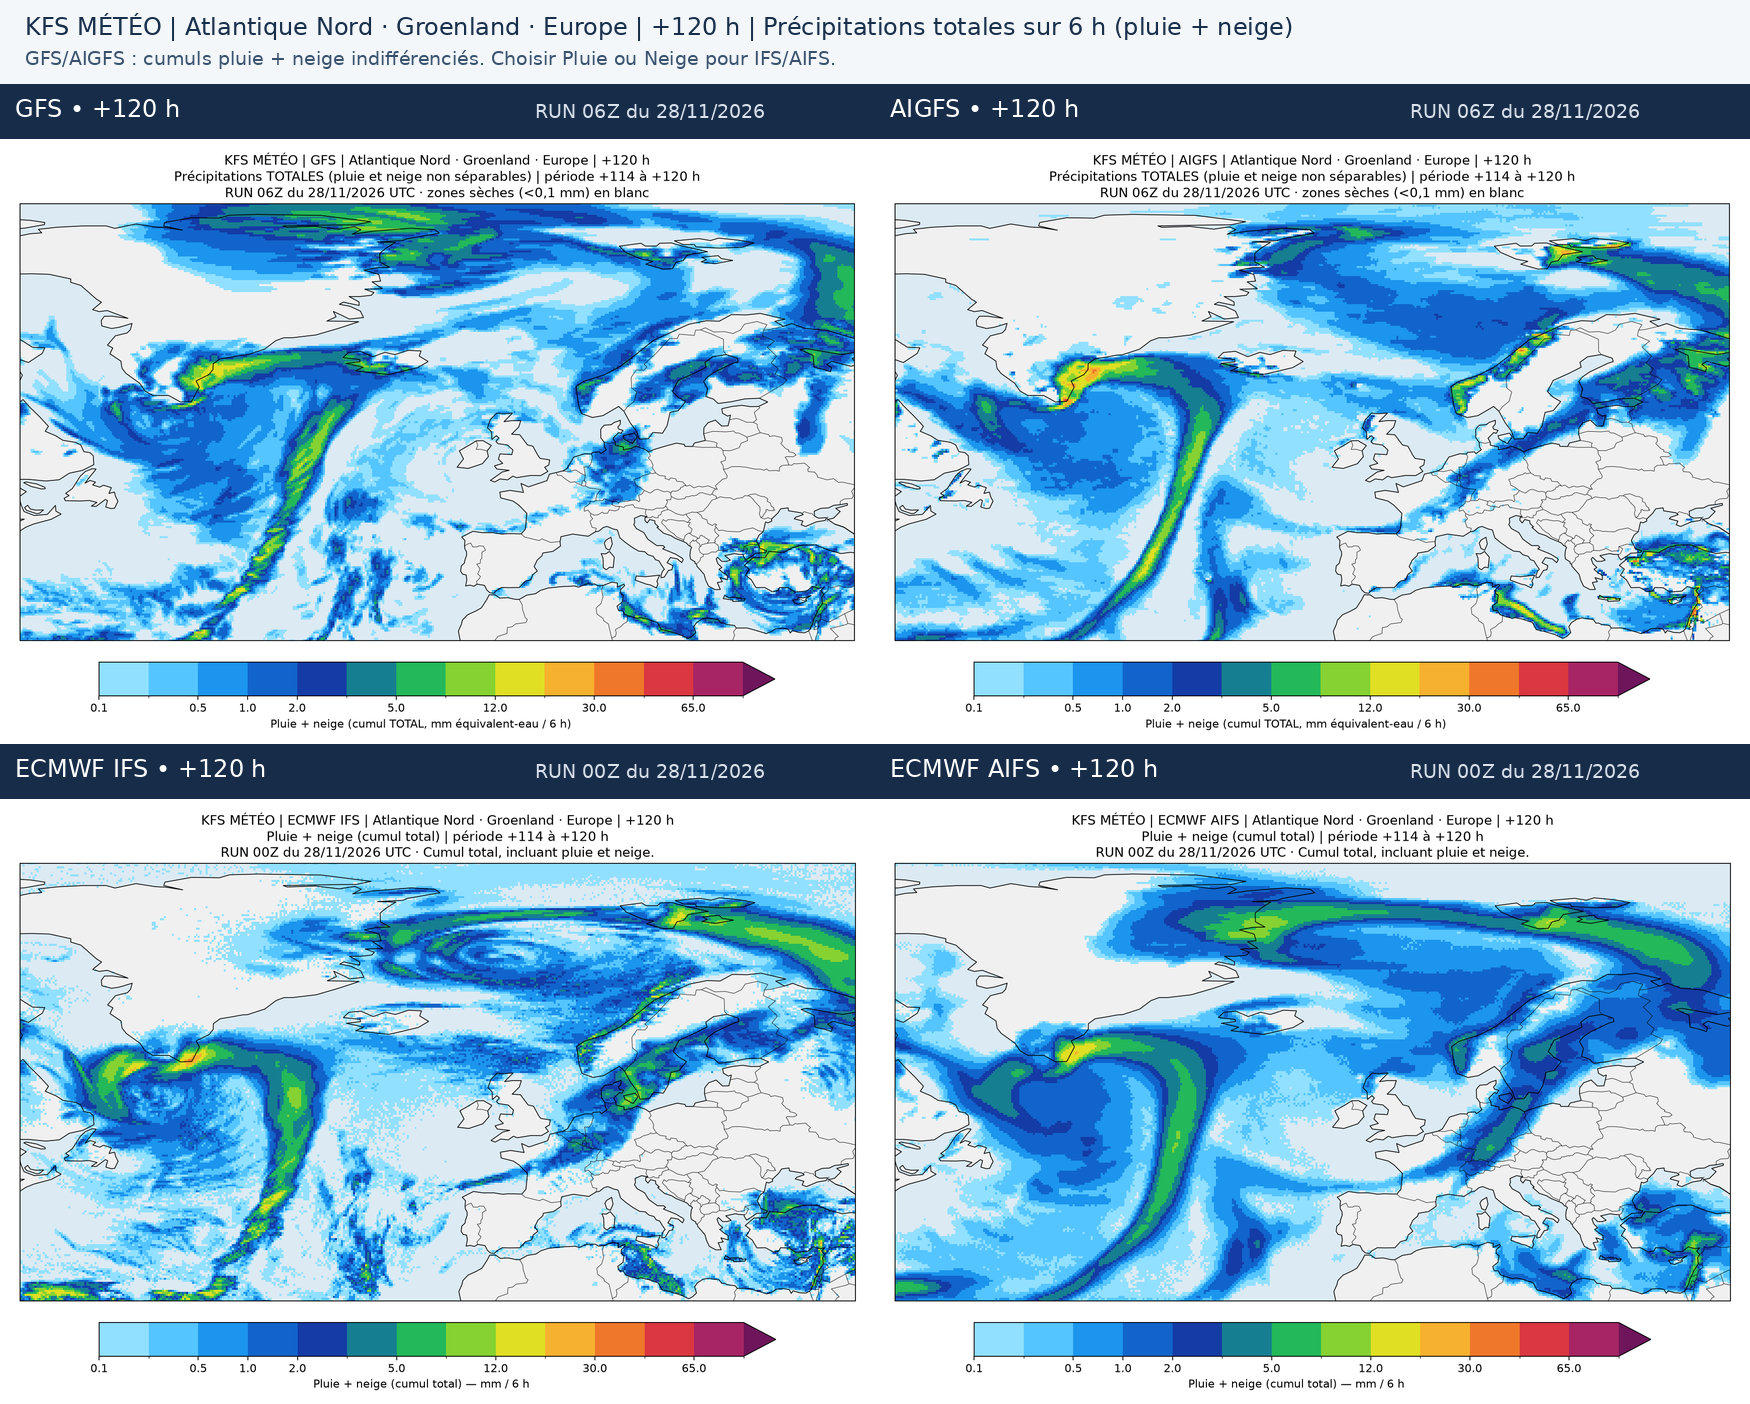 KFS MÉTÉO | Atlantique Nord · Groenland · Europe | +120 h | Précipitations totales sur 6 h (pluie + neige)
GFS/AIGFS : cumuls pluie + neige indifférenciés. Choisir Pluie ou Neige pour IFS/AIFS.
GFS • +120 h RUN 06Z du 28/11/2026
KFS MÉTÉO | GFS | Atlantique Nord · Groenland · Europe | +120 h
Précipitations TOTALES (pluie et neige non séparables) | période +114 à +120 h
RUN 06Z du 28/11/2026 UTC · zones sèches (<0,1 mm) en blanc
0.1 0.5 1.0 2.0 5.0 12.0 30.0 65.0
Pluie + neige (cumul TOTAL, mm équivalent-eau / 6 h)
AIGFS • +120 h RUN 06Z du 28/11/2026
KFS MÉTÉO | AIGFS | Atlantique Nord · Groenland · Europe | +120 h
Précipitations TOTALES (pluie et neige non séparables) | période +114 à +120 h
RUN 06Z du 28/11/2026 UTC · zones sèches (<0,1 mm) en blanc
0.1 0.5 1.0 2.0 5.0 12.0 30.0 65.0
Pluie + neige (cumul TOTAL, mm équivalent-eau / 6 h)
ECMWF IFS • +120 h RUN 00Z du 28/11/2026
KFS MÉTÉO | ECMWF IFS | Atlantique Nord · Groenland · Europe | +120 h
Pluie + neige (cumul total) | période +114 à +120 h
RUN 00Z du 28/11/2026 UTC · Cumul total, incluant pluie et neige.
0.1 0.5 1.0 2.0 5.0 12.0 30.0 65.0
Pluie + neige (cumul total) — mm / 6 h
ECMWF AIFS • +120 h RUN 00Z du 28/11/2026
KFS MÉTÉO | ECMWF AIFS | Atlantique Nord · Groenland · Europe | +120 h
Pluie + neige (cumul total) | période +114 à +120 h
RUN 00Z du 28/11/2026 UTC · Cumul total, incluant pluie et neige.
0.1 0.5 1.0 2.0 5.0 12.0 30.0 65.0
Pluie + neige (cumul total) — mm / 6 h